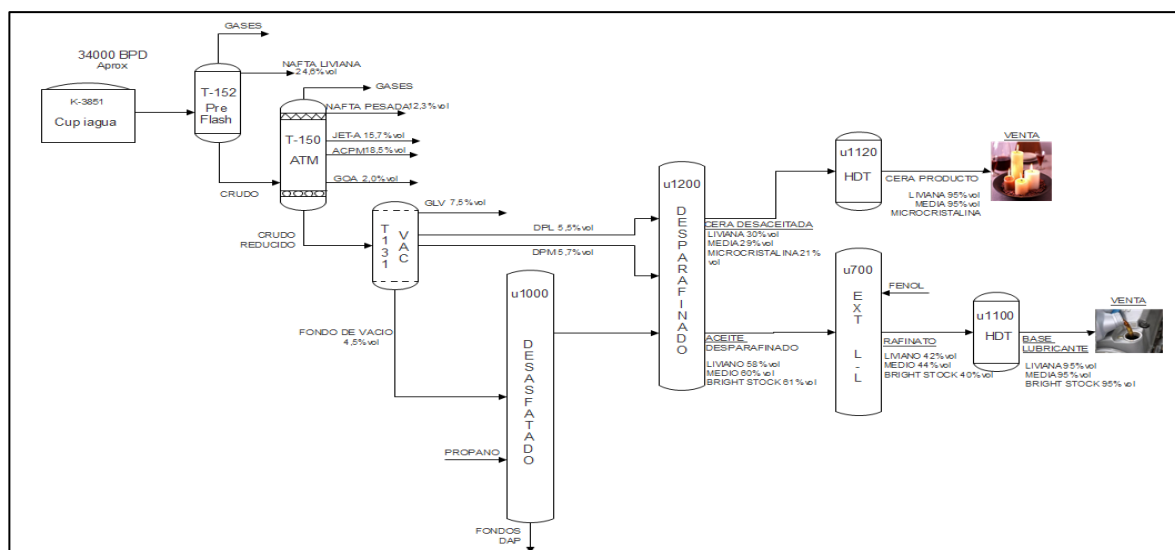 GASES
34000 BPD
Aprox
NAFTA LIVIANA
24,6%vol
T-152
Pre
Flash
K-3851
Cup iagua
GASES
NAFTA PESADA 12,3%vol
T-150
ATM
JET-A 15,7%vol
ACPM 18,5%vol
GOA 2,0%vol
CRUDO
CRUDO
REDUCIDO
T131
VAC
GLV 7,5%vol
DPL 5,5%vol
DPM 5,7%vol
FONDO DE VACIO
4,5%vol
u1000
DESASFATADO
PROPANO
FONDOS
DAP
u1200
DESPARAFINADO
CERA DESACEITADA
LIVIANA 30%vol
MEDIA 29%vol
MICROCRISTALINA 21%
vol
ACEITE
DESPARAFINADO
LIVIANO 58%vol
MEDIO 60%vol
BRIGHT STOCK 61%vol
u1120
HDT
CERA PRODUCTO
LIVIANA 95%vol
MEDIA 95%vol
MICROCRISTALINA
VENTA
u700
EXT
L-L
FENOL
RAFINATO
LIVIANO 42%vol
MEDIO 44%vol
BRIGHT STOCK 40%vol
u1100
HDT
VENTA
BASE
LUBRICANTE
LIVIANA 95%vol
MEDIA 95%vol
BRIGHT STOCK 95%vol